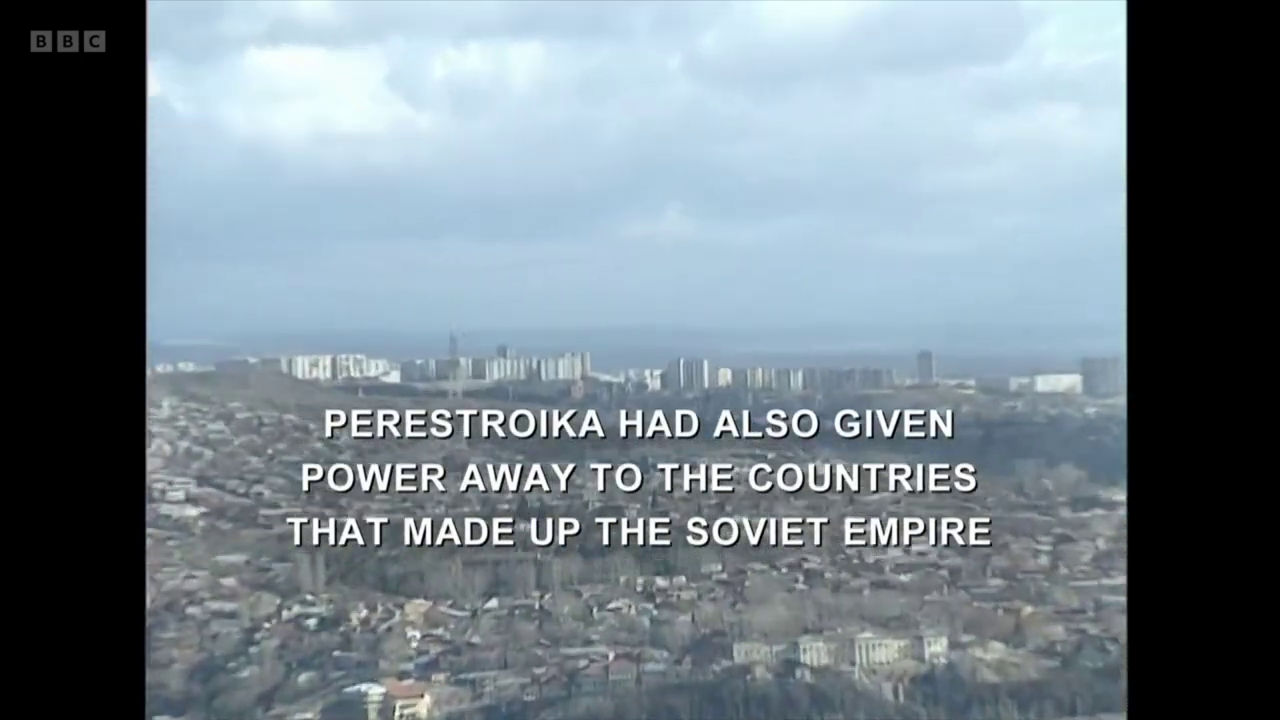 BBC
PERESTROIKA HAD ALSO GIVEN
POWER AWAY TO THE COUNTRIES
THAT MADE UP THE SOVIET EMPIRE